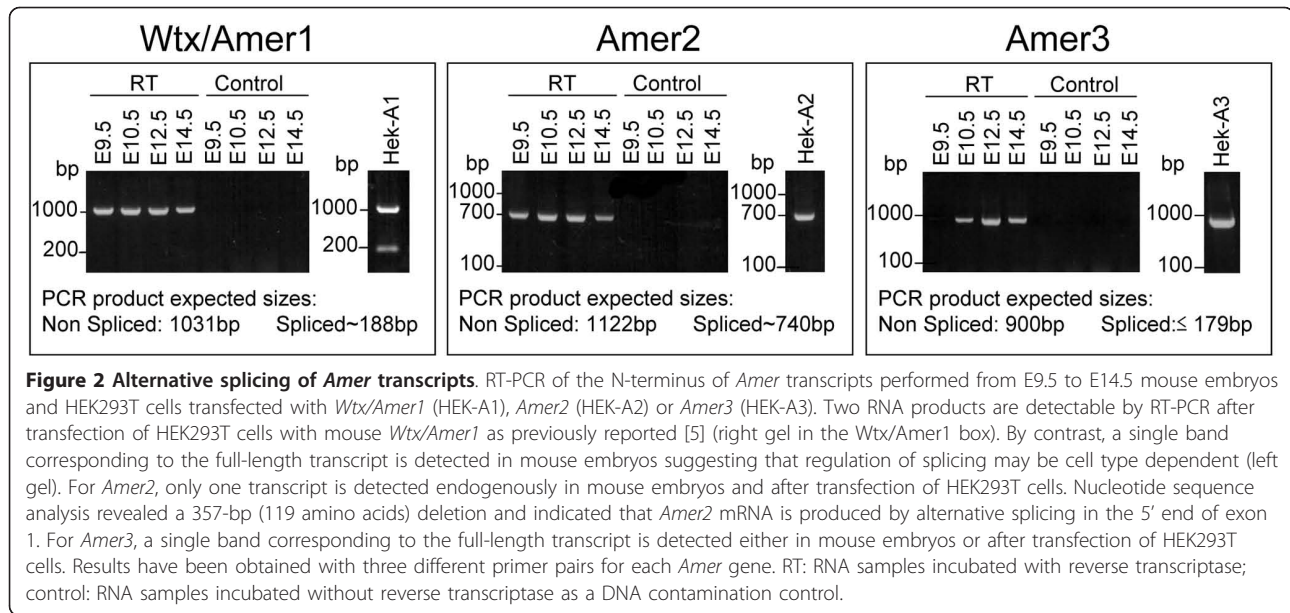 Wtx/Amer1
RT Control
E9.5 E10.5 E12.5 E14.5 E9.5 E10.5 E12.5 E14.5 Hek-A1
bp bp
1000 1000
200 200
PCR product expected sizes:
Non Spliced: 1031bp Spliced~188bp
Amer2
RT Control
E9.5 E10.5 E12.5 E14.5 E9.5 E10.5 E12.5 E14.5 Hek-A2
bp bp
1000 1000
700 700
100 100
PCR product expected sizes:
Non Spliced: 1122bp Spliced~740bp
Amer3
RT Control
E9.5 E10.5 E12.5 E14.5 E9.5 E10.5 E12.5 E14.5 Hek-A3
bp bp
1000 1000
100 100
PCR product expected sizes:
Non Spliced: 900bp Spliced:≤ 179bp
Figure 2 Alternative splicing of Amer transcripts. RT-PCR of the N-terminus of Amer transcripts performed from E9.5 to E14.5 mouse embryos
and HEK293T cells transfected with Wtx/Amer1 (HEK-A1), Amer2 (HEK-A2) or Amer3 (HEK-A3). Two RNA products are detectable by RT-PCR after
transfection of HEK293T cells with mouse Wtx/Amer1 as previously reported [5] (right gel in the Wtx/Amer1 box). By contrast, a single band
corresponding to the full-length transcript is detected in mouse embryos suggesting that regulation of splicing may be cell type dependent (left
gel). For Amer2, only one transcript is detected endogenously in mouse embryos and after transfection of HEK293T cells. Nucleotide sequence
analysis revealed a 357-bp (119 amino acids) deletion and indicated that Amer2 mRNA is produced by alternative splicing in the 5' end of exon
1. For Amer3, a single band corresponding to the full-length transcript is detected either in mouse embryos or after transfection of HEK293T
cells. Results have been obtained with three different primer pairs for each Amer gene. RT: RNA samples incubated with reverse transcriptase;
control: RNA samples incubated without reverse transcriptase as a DNA contamination control.